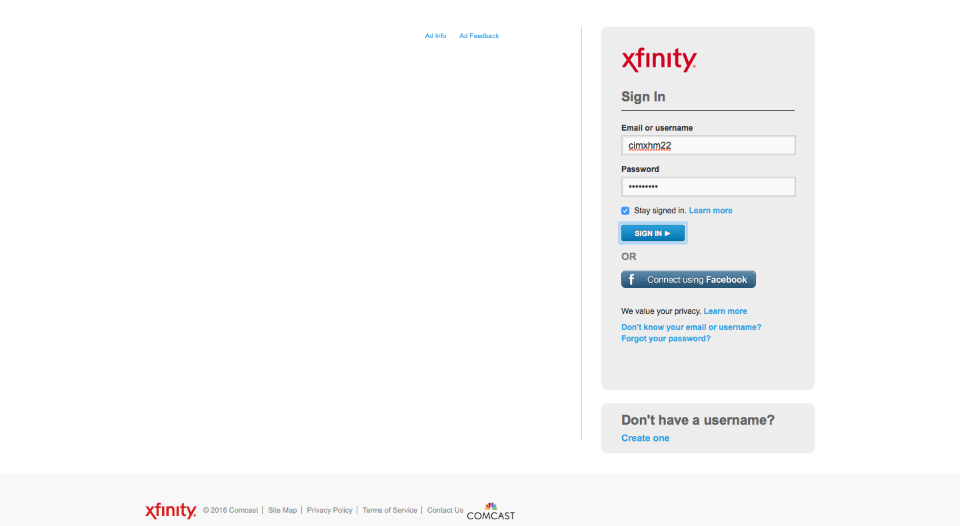 Ad Info Ad Feedback
xfinity
Sign In
Email or username
cimxhm22
Password
•••••••••
Stay signed in. Learn more
SIGN IN ►
OR
f Connect using Facebook
We value your privacy. Learn more
Don't know your email or username?
Forgot your password?
Don't have a username?
Create one
xfinity © 2016 Comcast | Site Map | Privacy Policy | Terms of Service | Contact Us COMCAST